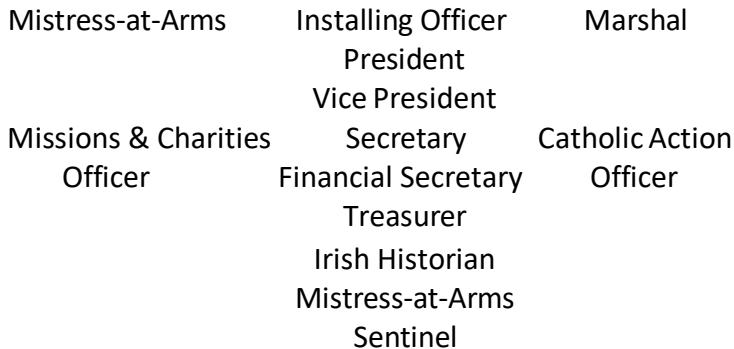 Mistress-at-Arms Installing Officer Marshal
President
Vice President
Missions & Charities Secretary Catholic Action
Officer Financial Secretary Officer
Treasurer
Irish Historian
Mistress-at-Arms
Sentinel